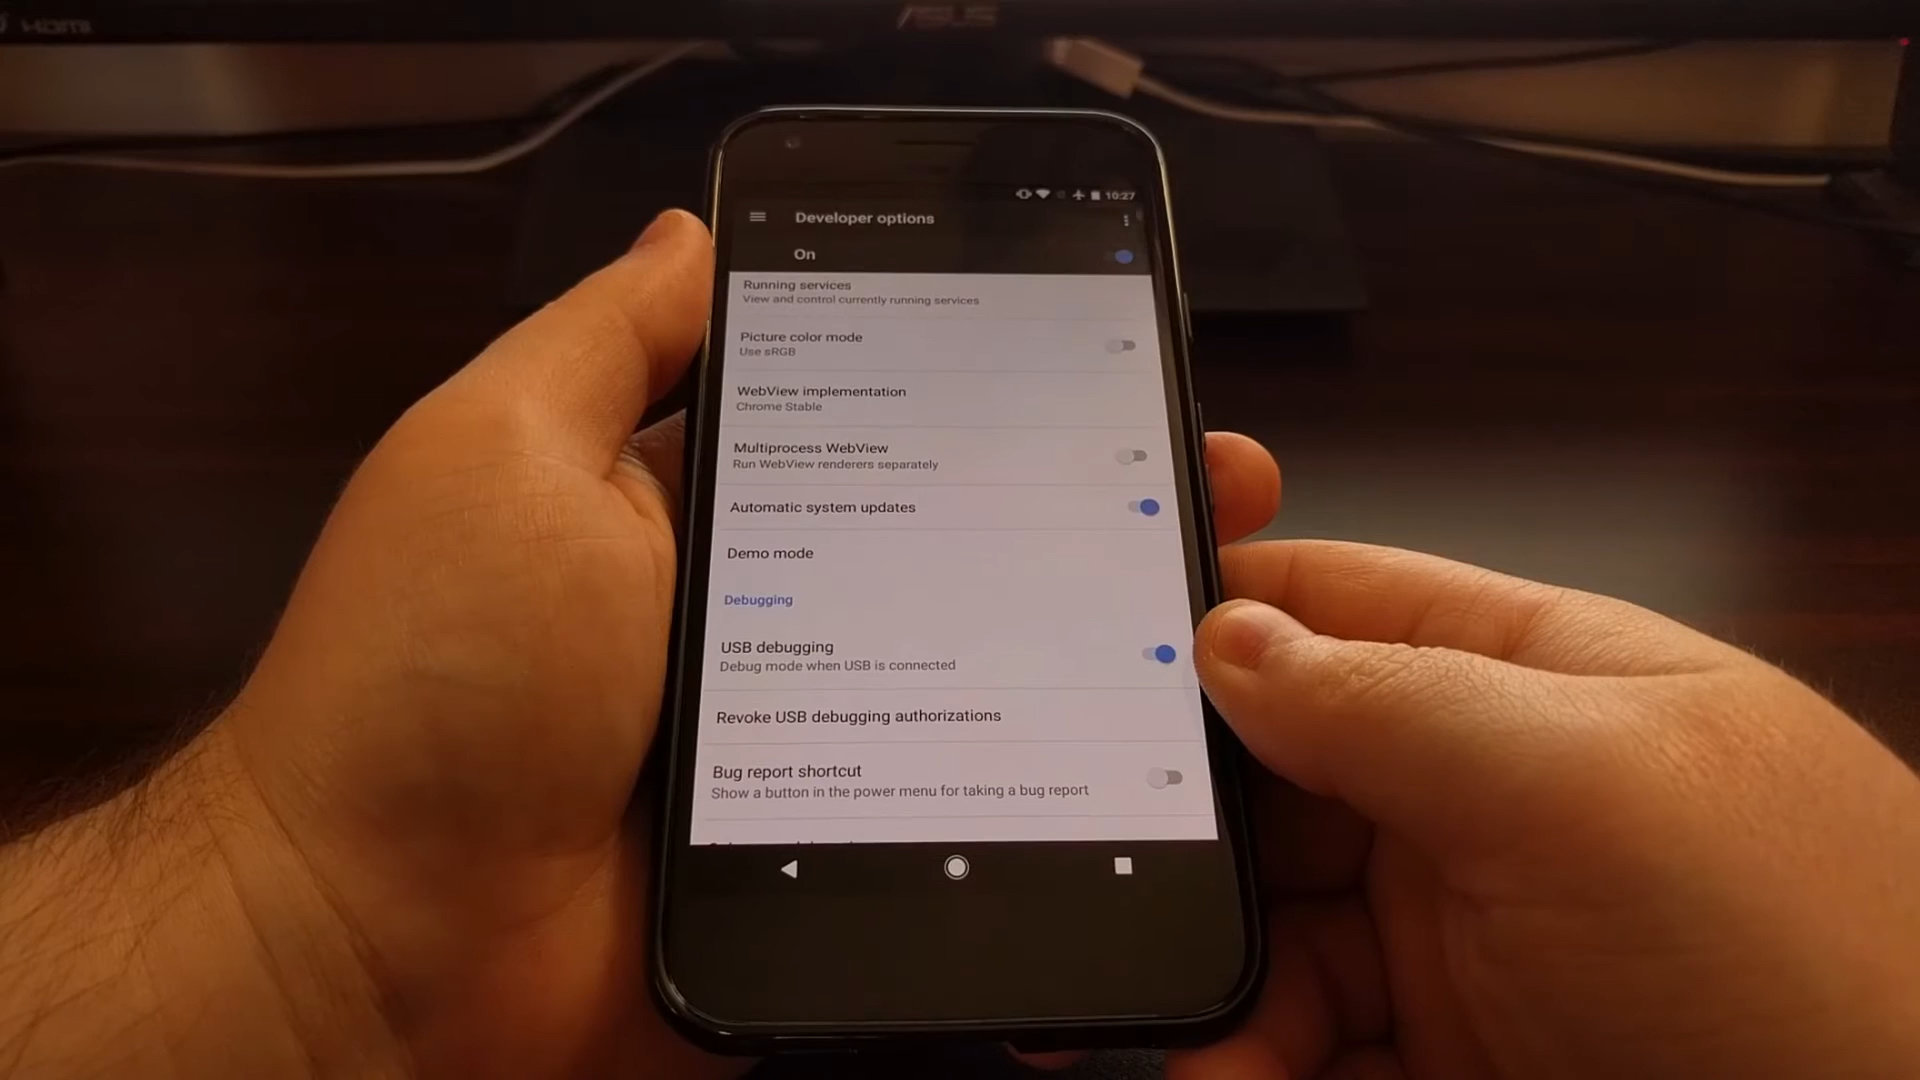 HDMI
ASUS
10:27
Developer options
On
Running services
View and control currently running services
Picture color mode
Use sRGB
WebView implementation
Chrome Stable
Multiprocess WebView
Run WebView renderers separately
Automatic system updates
Demo mode
Debugging
USB debugging
Debug mode when USB is connected
Revoke USB debugging authorizations
Bug report shortcut
Show a button in the power menu for taking a bug report